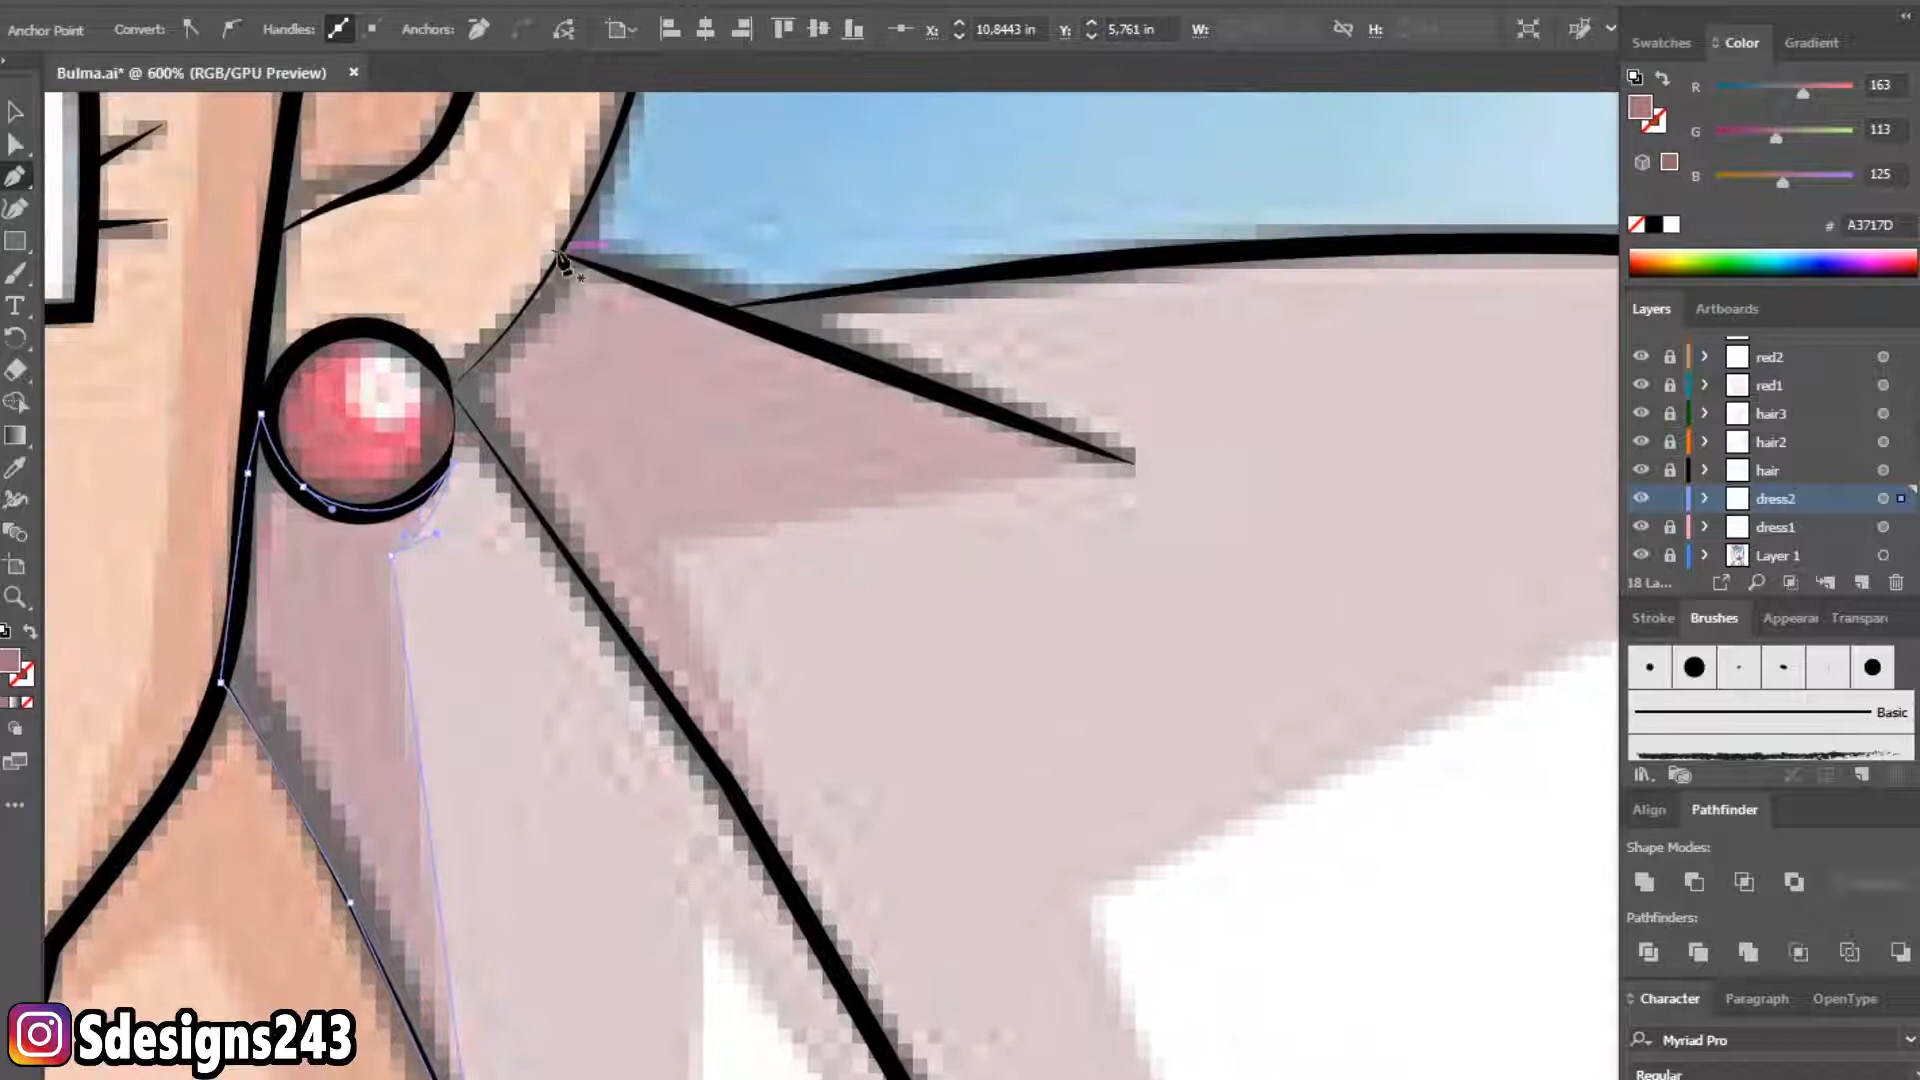 Anchor Point Convert: Handles: Anchors: X: 10,8443 in Y: 5,761 in W: H:
Bulma.ai* @ 600% (RGB/GPU Preview) ×
Swatches Color Gradient
R 163
G 113
B 125
# A3717D
Layers Artboards
red2
red1
hair3
hair2
hair
dress2
dress1
Layer 1
18 La...
Stroke Brushes Appearar Transpar
Basic
Align Pathfinder
Shape Modes:
Pathfinders:
Character Paragraph OpenType
Myriad Pro
Regular
Sdesigns243